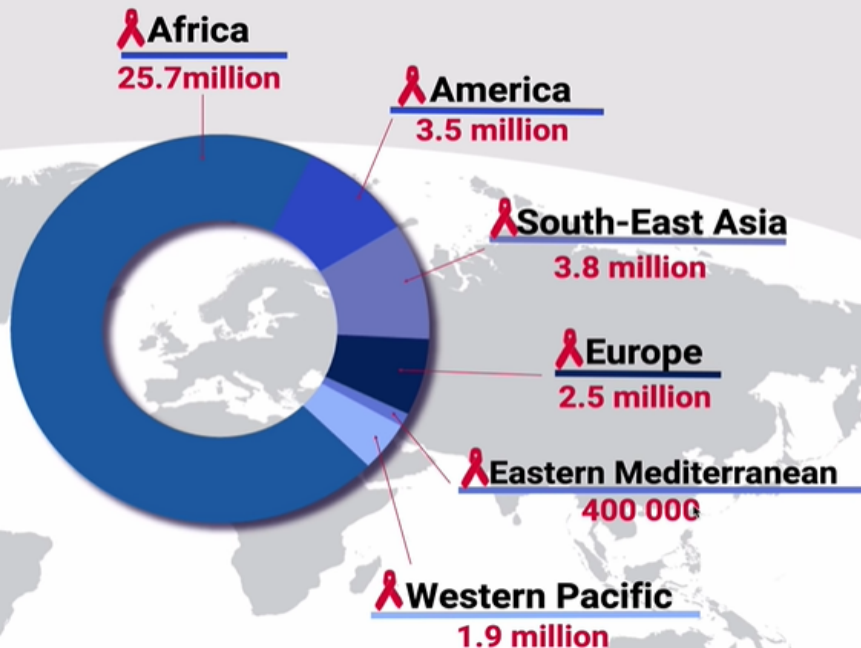 Africa
25.7million
America
3.5 million
South-East Asia
3.8 million
Europe
2.5 million
Eastern Mediterranean
400 000
Western Pacific
1.9 million